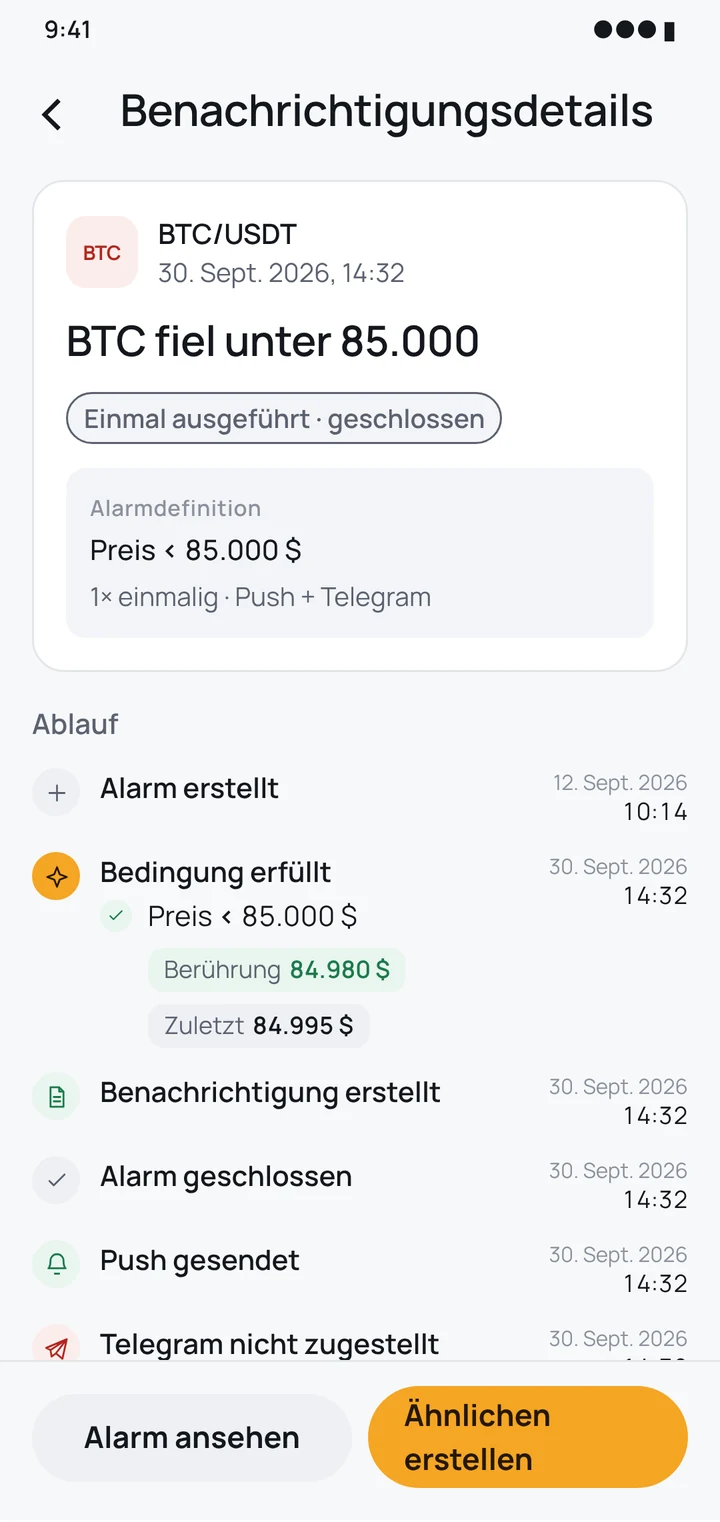 9:41
Benachrichtigungsdetails
BTC
BTC/USDT
30. Sept. 2026, 14:32
BTC fiel unter 85.000
Einmal ausgeführt · geschlossen
Alarmdefinition
Preis < 85.000 $
1× einmalig · Push + Telegram
Ablauf
Alarm erstellt
12. Sept. 2026
10:14
Bedingung erfüllt
30. Sept. 2026
14:32
Preis < 85.000 $
Berührung 84.980 $
Zuletzt 84.995 $
Benachrichtigung erstellt
30. Sept. 2026
14:32
Alarm geschlossen
30. Sept. 2026
14:32
Push gesendet
30. Sept. 2026
14:32
Telegram nicht zugestellt
30. Sept. 2026
Alarm ansehen
Ähnlichen
erstellen